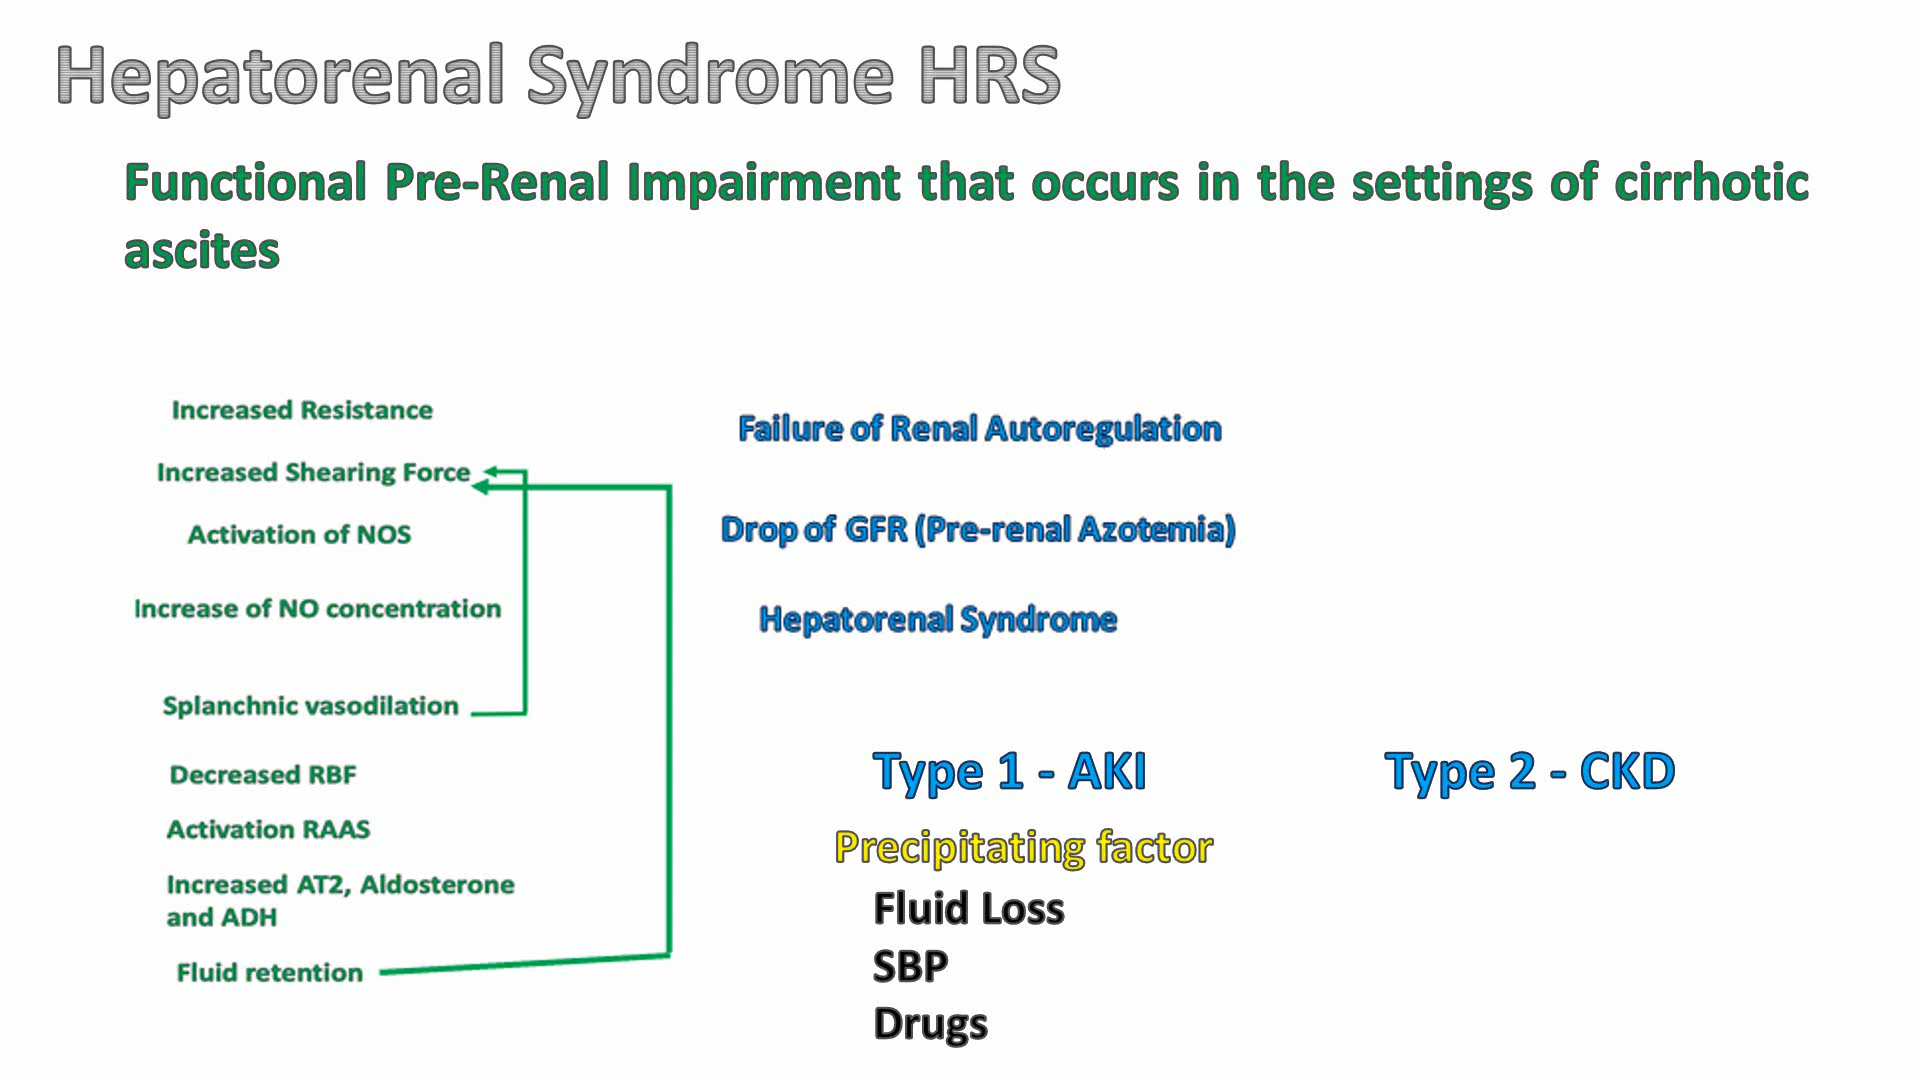 Hepatorenal Syndrome HRS
Functional Pre-Renal Impairment that occurs in the settings of cirrhotic
ascites
Increased Resistance
Increased Shearing Force
Activation of NOS
Increase of NO concentration
Splanchnic vasodilation
Decreased RBF
Activation RAAS
Increased AT2, Aldosterone
and ADH
Fluid retention
Failure of Renal Autoregulation
Drop of GFR (Pre-renal Azotemia)
Hepatorenal Syndrome
Type 1 - AKI
Precipitating factor
Fluid Loss
SBP
Drugs
Type 2 - CKD